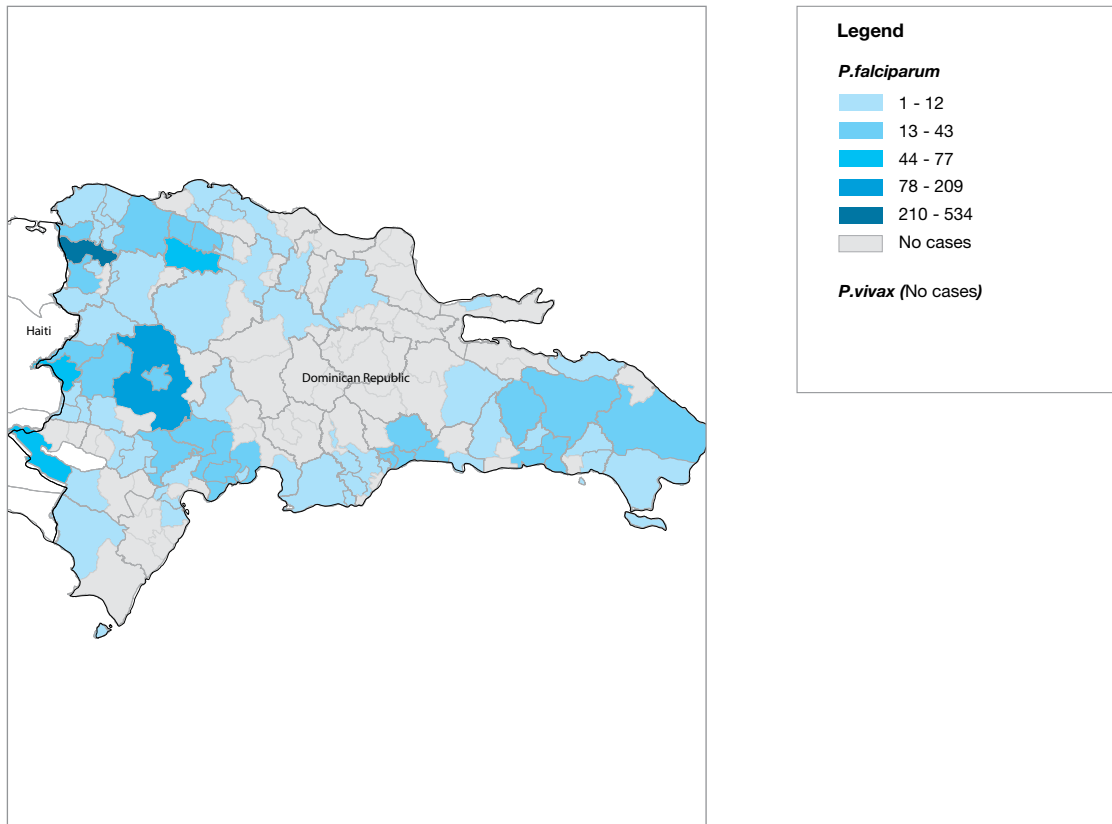 Haiti
Dominican Republic
Legend
P.falciparum
1 - 12
13 - 43
44 - 77
78 - 209
210 - 534
No cases
P.vivax (No cases)